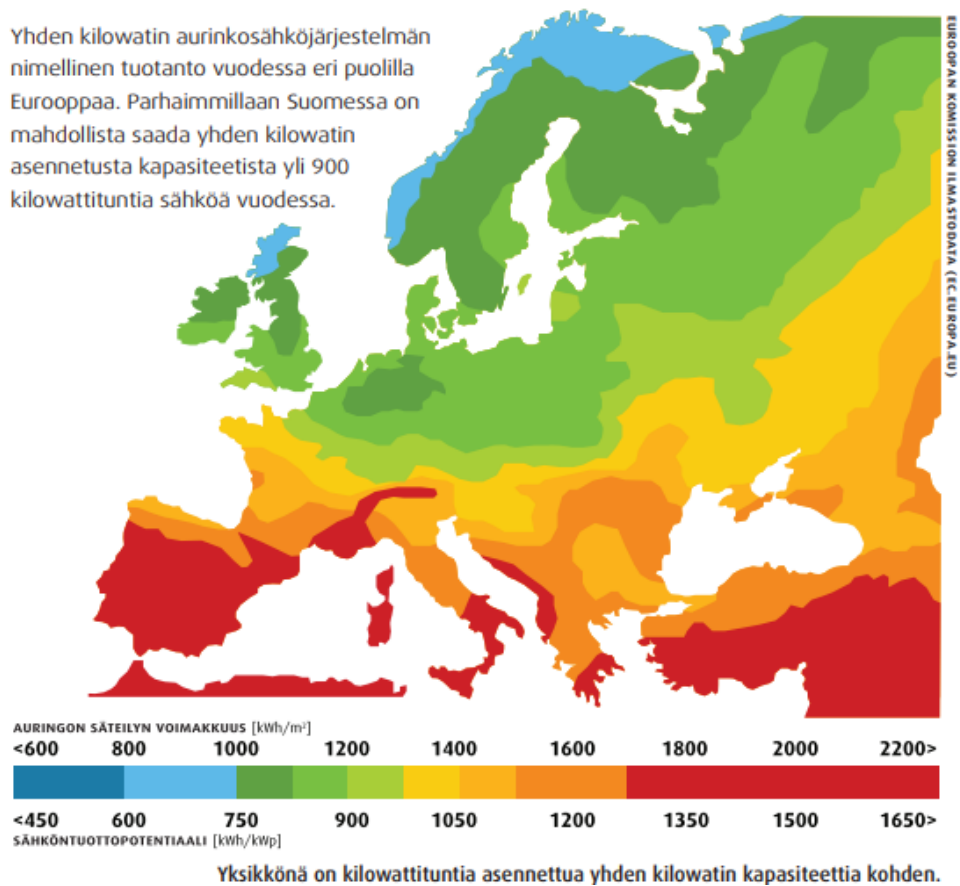 Yhden kilowatin aurinkosähköjärjestelmän
nimellinen tuotanto vuodessa eri puolilla
Eurooppaa. Parhaimmillaan Suomessa on
mahdollista saada yhden kilowatin
asennetusta kapasiteetista yli 900
kilowattituntia sähköä vuodessa.
EUROOPAN KOMISSION ILMASTODATA (EC.EUROPA.EU)
AURINGON SÄTEILYN VOIMAKKUUS [kWh/m²]
<600 800 1000 1200 1400 1600 1800 2000 2200>
<450 600 750 900 1050 1200 1350 1500 1650>
SÄHKÖNTUOTTOPOTENTIAALI [kWh/kWp]
Yksikkönä on kilowattituntia asennettua yhden kilowatin kapasiteettia kohden.